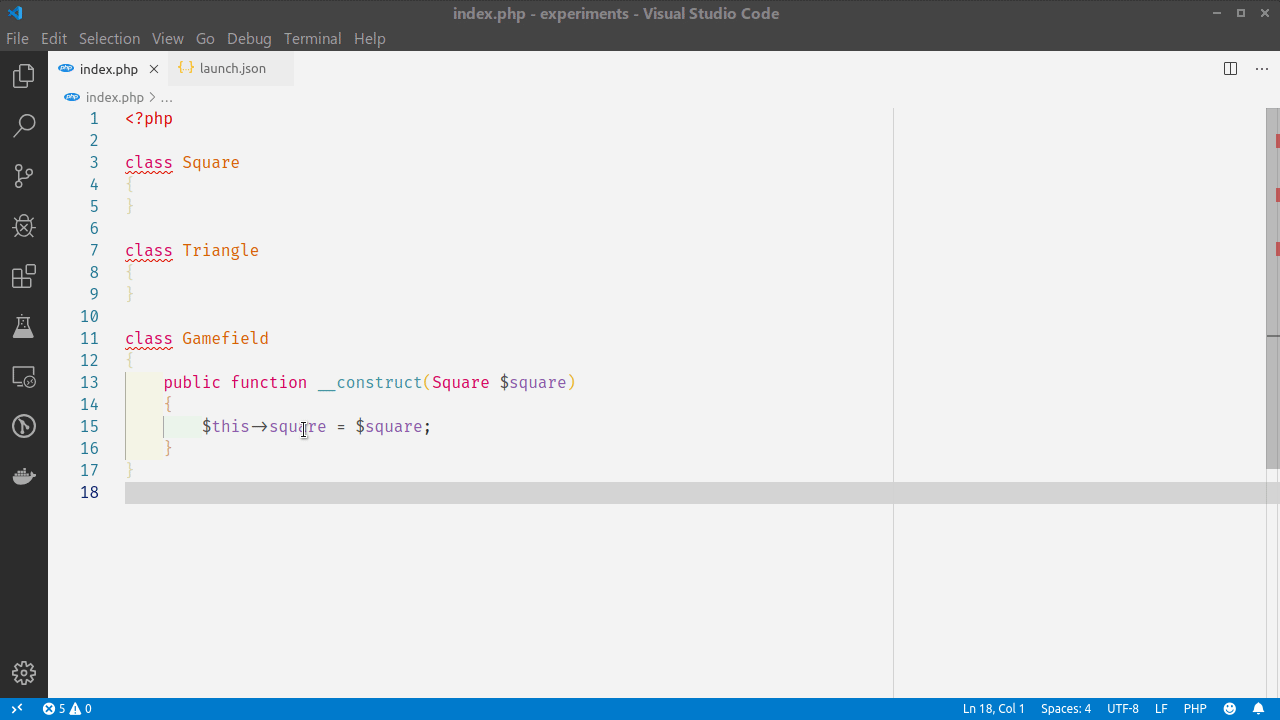 index.php - experiments - Visual Studio Code
File Edit Selection View Go Debug Terminal Help
index.php launch.json
index.php > ...
1 <?php
2
3 class Square
4 {
5 }
6
7 class Triangle
8 {
9 }
10
11 class Gamefield
12 {
13 public function __construct(Square $square)
14 {
15 $this->square = $square;
16 }
17 }
18
5 0 Ln 18, Col 1 Spaces: 4 UTF-8 LF PHP